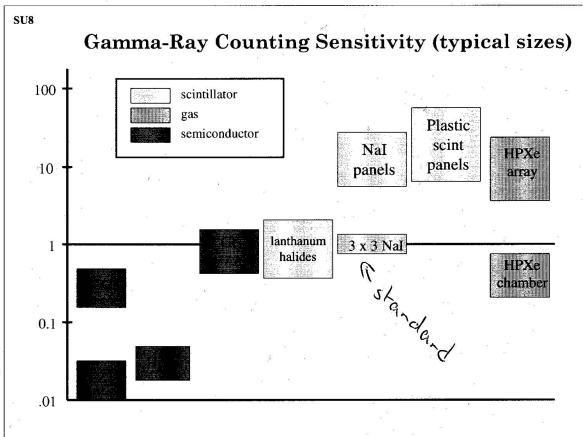 SU8
Gamma-Ray Counting Sensitivity (typical sizes)
scintillator
gas
semiconductor
100
10
1
0.1
.01
NaI
panels
Plastic
scint
panels
HPXe
array
lanthanum
halides
3 x 3 NaI
HPXe
chamber
standard